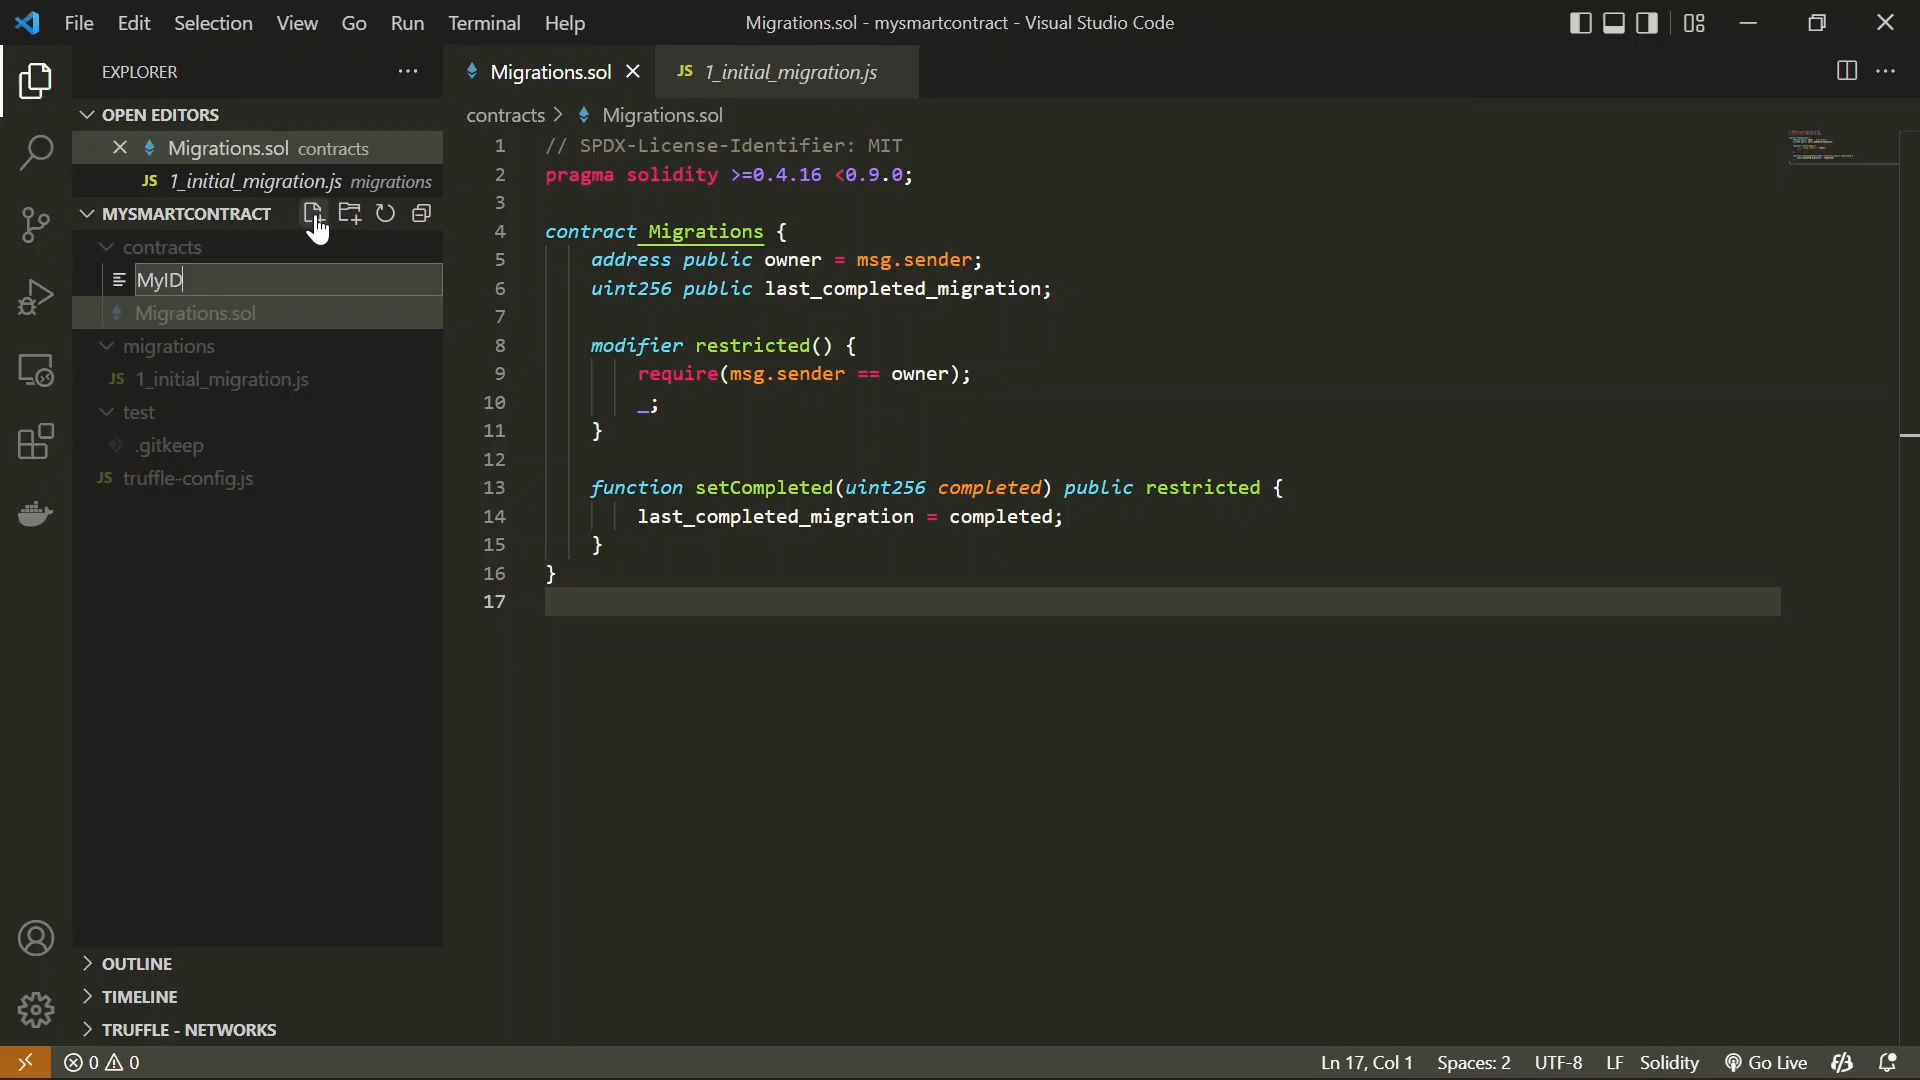 File Edit Selection View Go Run Terminal Help
Migrations.sol - mysmartcontract - Visual Studio Code
EXPLORER
OPEN EDITORS
Migrations.sol contracts
JS 1_initial_migration.js migrations
MYSMARTCONTRACT
contracts
MyID
Migrations.sol
migrations
JS 1_initial_migration.js
test
.gitkeep
JS truffle-config.js
OUTLINE
TIMELINE
TRUFFLE - NETWORKS
Migrations.sol
JS 1_initial_migration.js
contracts > Migrations.sol
1 // SPDX-License-Identifier: MIT
2 pragma solidity >=0.4.16 <0.9.0;
3
4 contract Migrations {
5 address public owner = msg.sender;
6 uint256 public last_completed_migration;
7
8 modifier restricted() {
9 require(msg.sender == owner);
10 _;
11 }
12
13 function setCompleted(uint256 completed) public restricted {
14 last_completed_migration = completed;
15 }
16 }
17
0 0
Ln 17, Col 1 Spaces: 2 UTF-8 LF Solidity Go Live